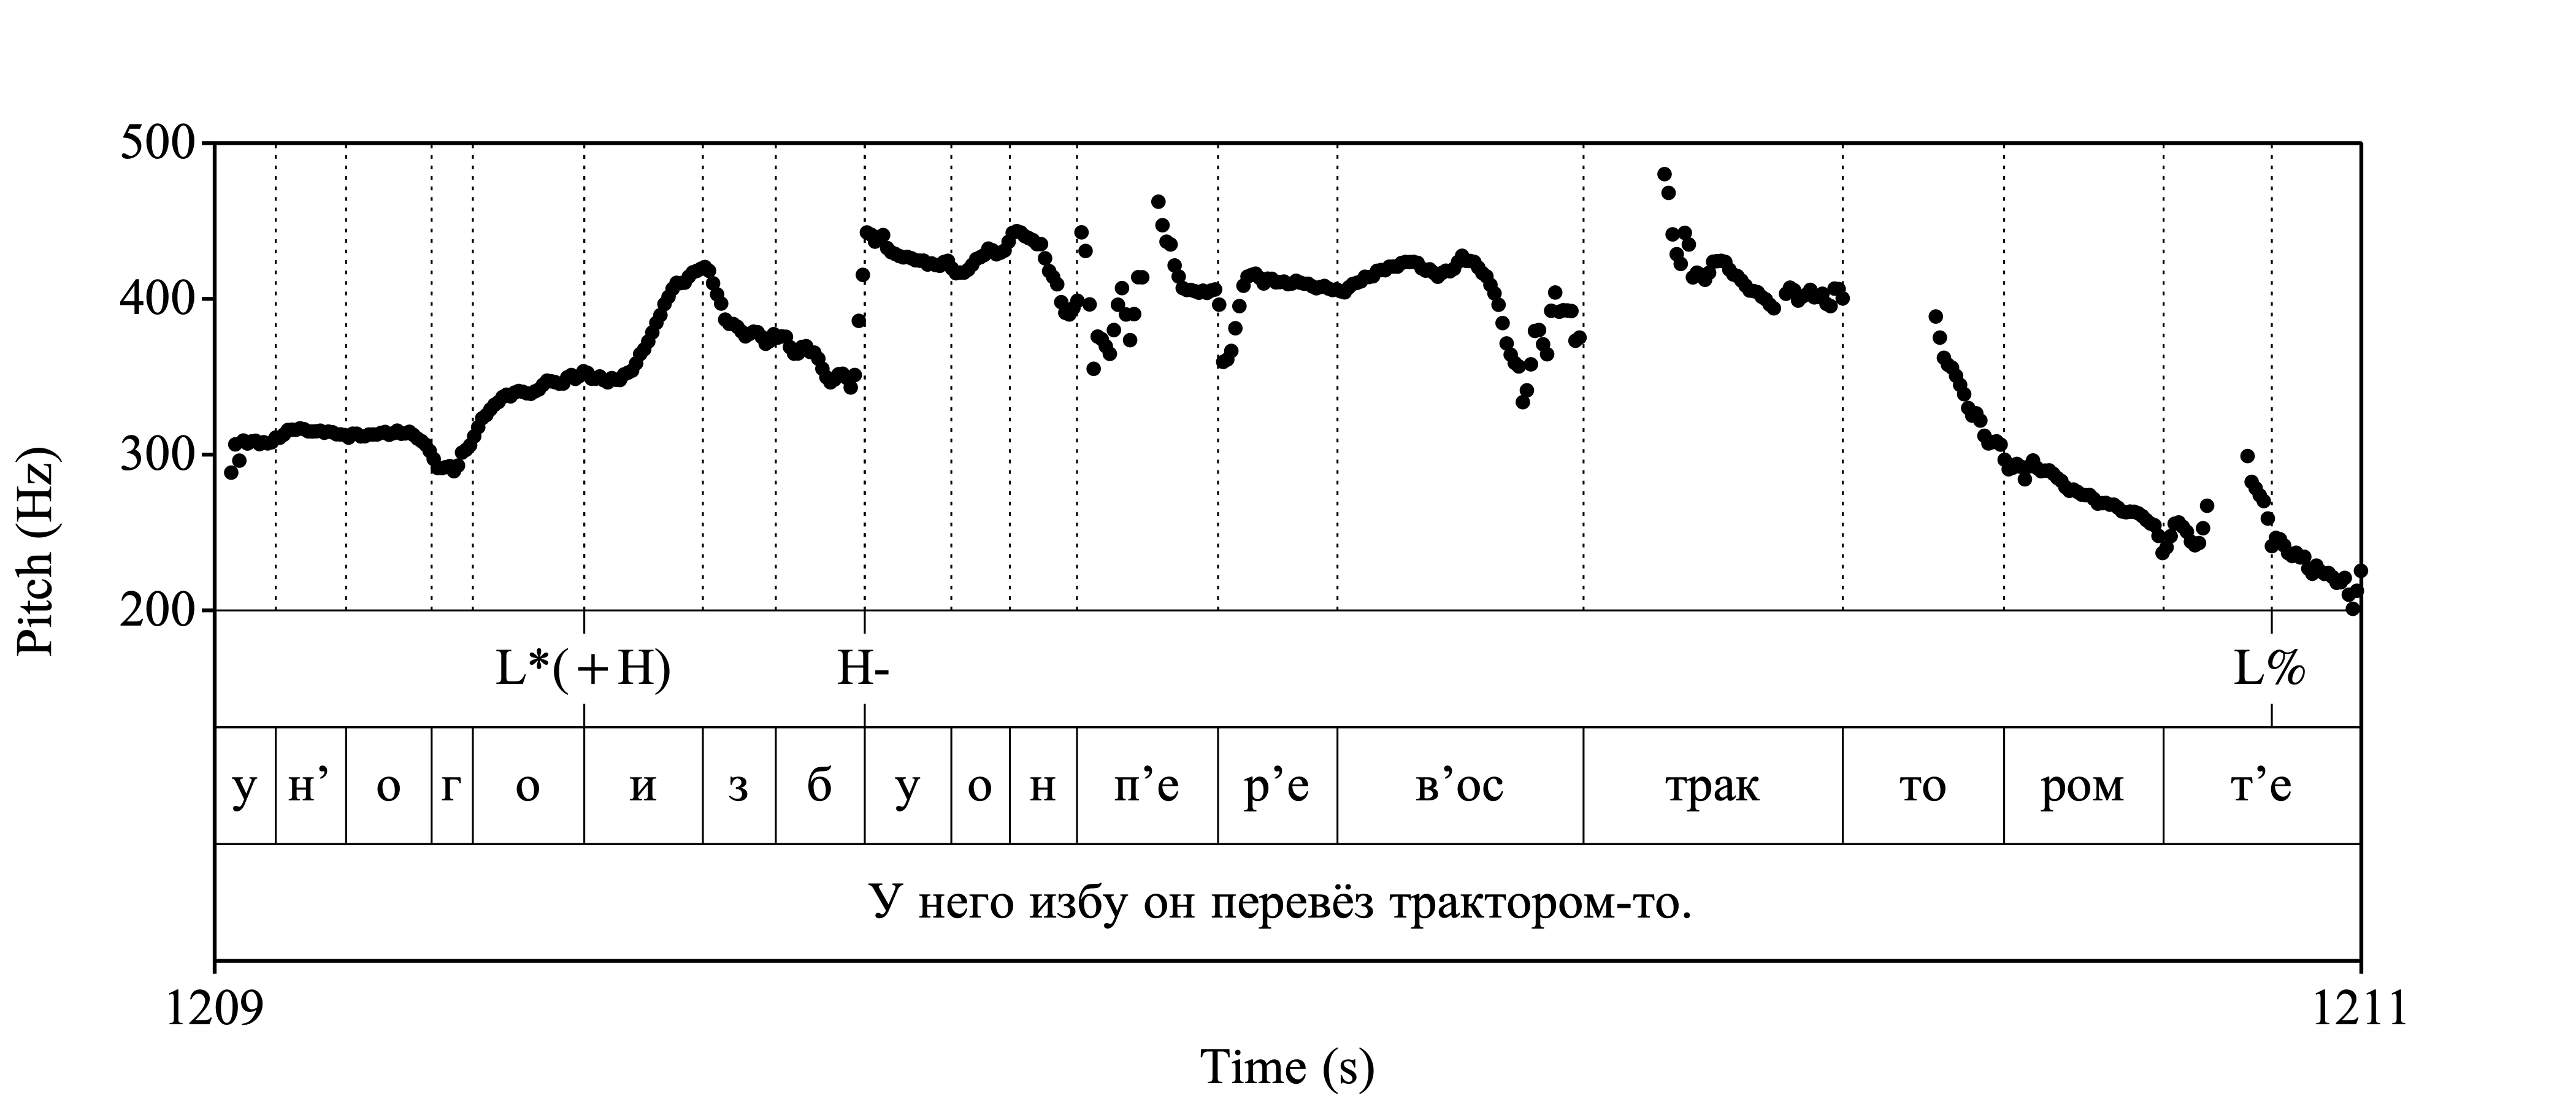 500
400
300
200
Pitch (Hz)
L*(+H) H- L%
у н’ о г о и з б у о н п’е р’е в’ос трак то ром т’е
У него избу он перевёз трактором-то.
1209 1211
Time (s)